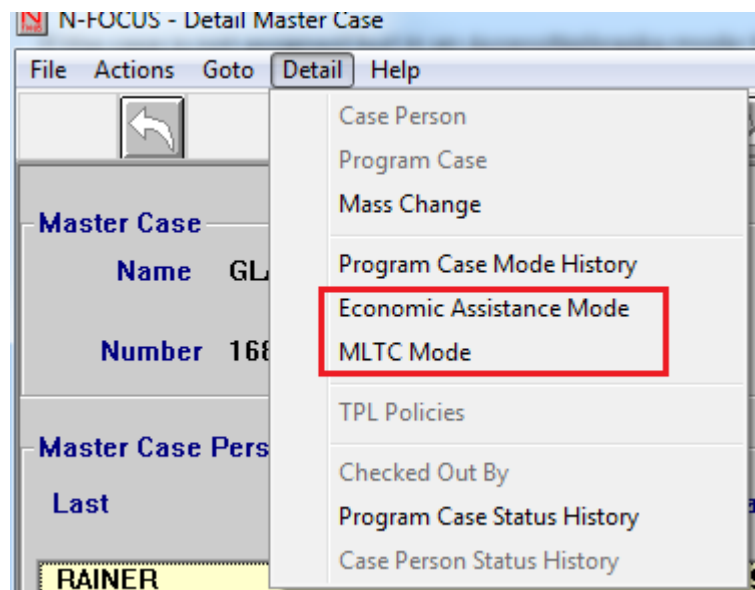 N-FOCUS - Detail Master Case
File Actions Goto Detail Help
Case Person
Program Case
Mass Change
Program Case Mode History
Economic Assistance Mode
MLTC Mode
TPL Policies
Checked Out By
Program Case Status History
Case Person Status History
Master Case
Name GL
Number 168
Master Case Pers
Last
RAINER